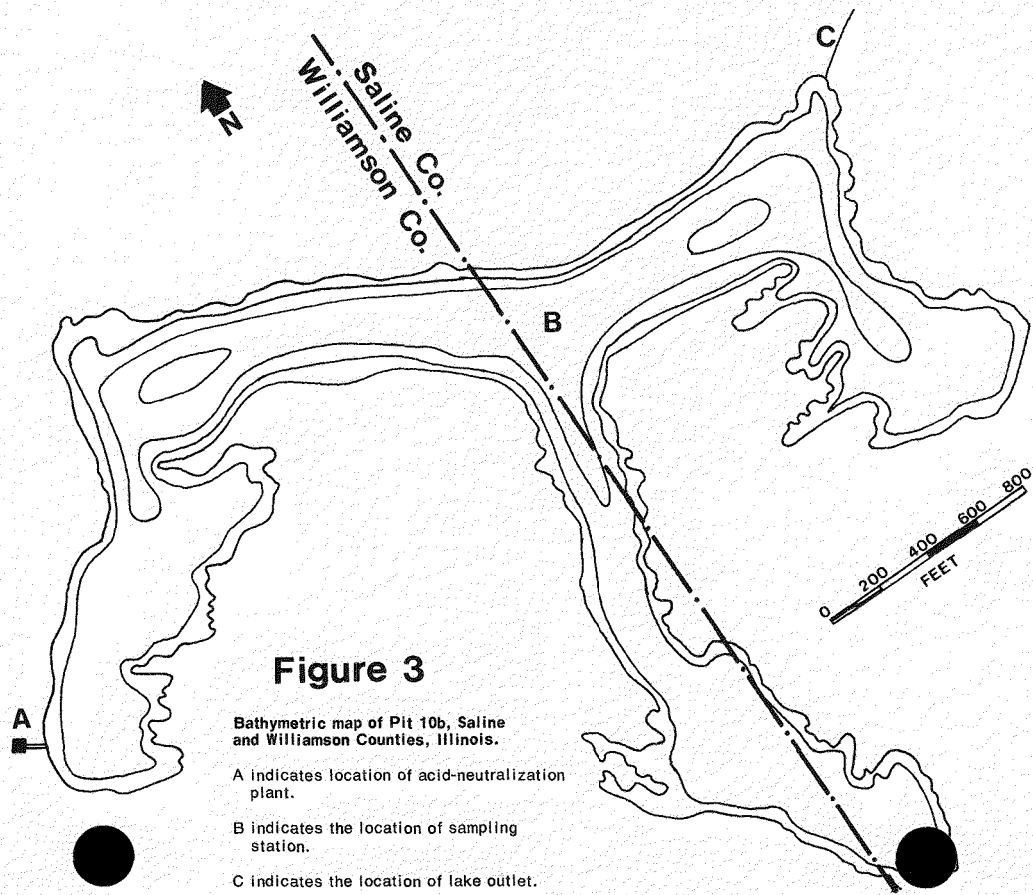 C
N
Saline Co.
Williamson Co.
B
0 200 400 600 800
FEET
A
Figure 3
Bathymetric map of Pit 10b, Saline
and Williamson Counties, Illinois.
A indicates location of acid-neutralization
plant.
B indicates the location of sampling
station.
C indicates the location of lake outlet.